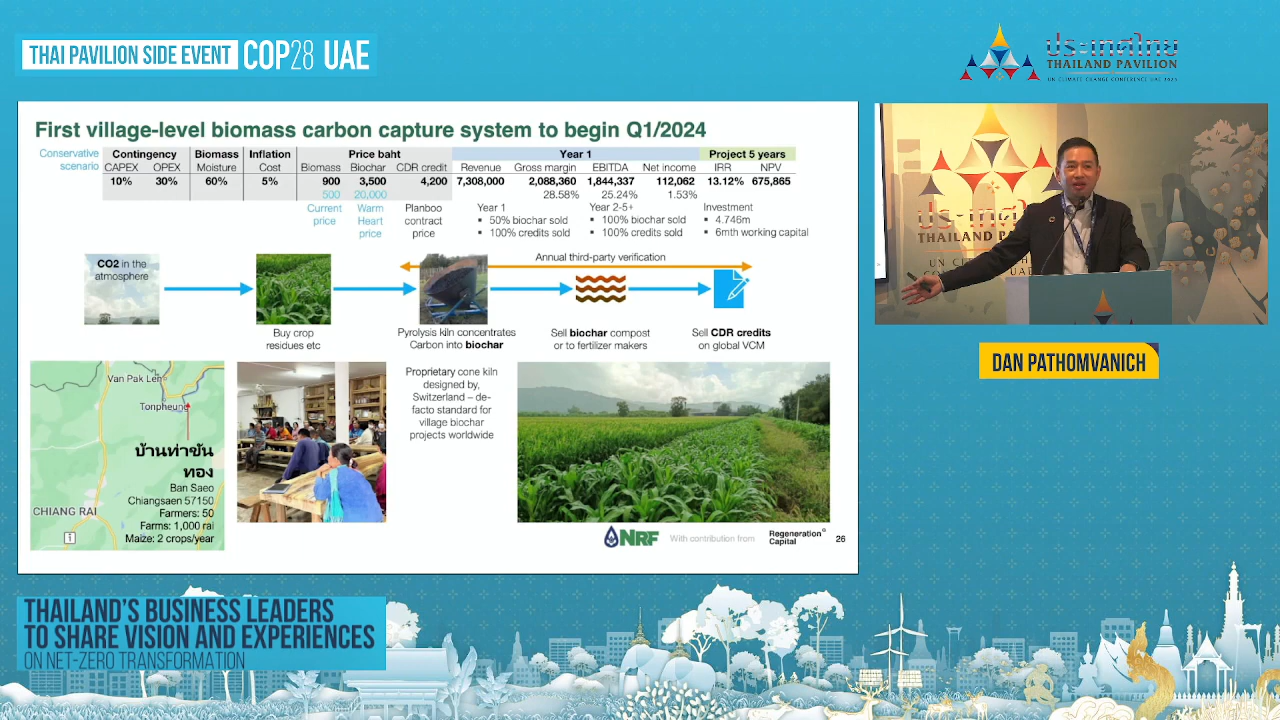 THAI PAVILION SIDE EVENT COP28 UAE
ประเทศไทย
THAILAND PAVILION
UN CLIMATE CHANGE CONFERENCE UAE 2023
First village-level biomass carbon capture system to begin Q1/2024
Conservative scenario
Contingency Biomass Inflation Price baht Year 1 Project 5 years
CAPEX OPEX Moisture Cost Biomass Biochar CDR credit Revenue Gross margin EBITDA Net income IRR NPV
10% 30% 60% 5% 900 3,500 4,200 7,308,000 2,088,360 1,844,337 112,062 13.12% 675,865
500 20,000 28.58% 25.24% 1.53%
Current price
Warm Heart price
Planboo contract price
Year 1
▪ 50% biochar sold
▪ 100% credits sold
Year 2-5+
▪ 100% biochar sold
▪ 100% credits sold
Investment
▪ 4.746m
▪ 6mth working capital
Annual third-party verification
CO2 in the
atmosphere
Buy crop
residues etc
Pyrolysis kiln concentrates
Carbon into biochar
Sell biochar compost
or to fertilizer makers
Sell CDR credits
on global VCM
Van Pak Len
Tonpheung
บ้านท่าขัน
ทอง
Ban Saeo
Chiangsaen 57150
Farmers: 50
Farms: 1,000 rai
Maize: 2 crops/year
CHIANG RAI
1
Proprietary cone kiln
designed by,
Switzerland – de-
facto standard for
village biochar
projects worldwide
NRF
With contribution from
Regeneration
Capital
26
DAN PATHOMVANICH
THAILAND'S BUSINESS LEADERS
TO SHARE VISION AND EXPERIENCES
ON NET-ZERO TRANSFORMATION